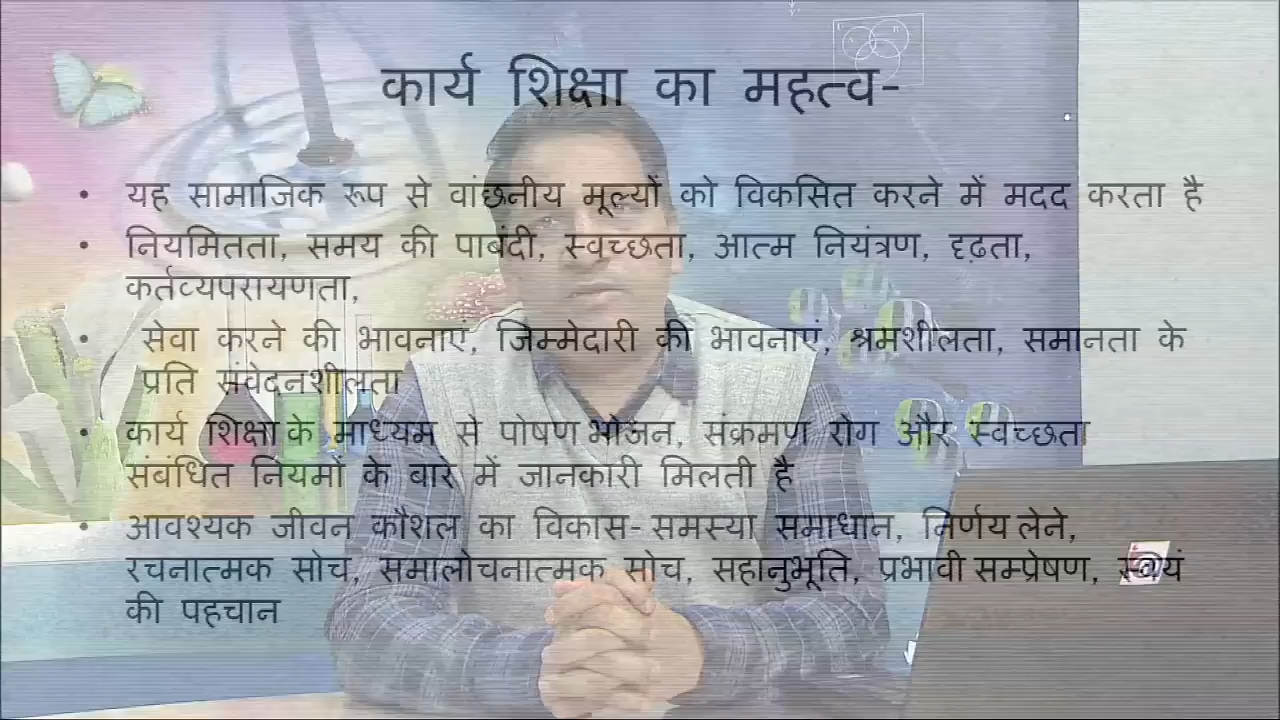 कार्य शिक्षा का महत्व-
• यह सामाजिक रूप से वांछनीय मूल्यों को विकसित करने में मदद करता है
• नियमितता, समय की पाबंदी, स्वच्छता, आत्म नियंत्रण, दृढ़ता,
कर्तव्यपरायणता,
• सेवा करने की भावनाएं, जिम्मेदारी की भावनाएं, श्रमशीलता, समानता के
प्रति संवेदनशीलता
• कार्य शिक्षा के माध्यम से पोषण भोजन, संक्रमण रोग और स्वच्छता
संबंधित नियमों के बारे में जानकारी मिलती है
• आवश्यक जीवन कौशल का विकास- समस्या समाधान, निर्णय लेने,
रचनात्मक सोच, समालोचनात्मक सोच, सहानुभूति, प्रभावी सम्प्रेषण, स्वयं
की पहचान